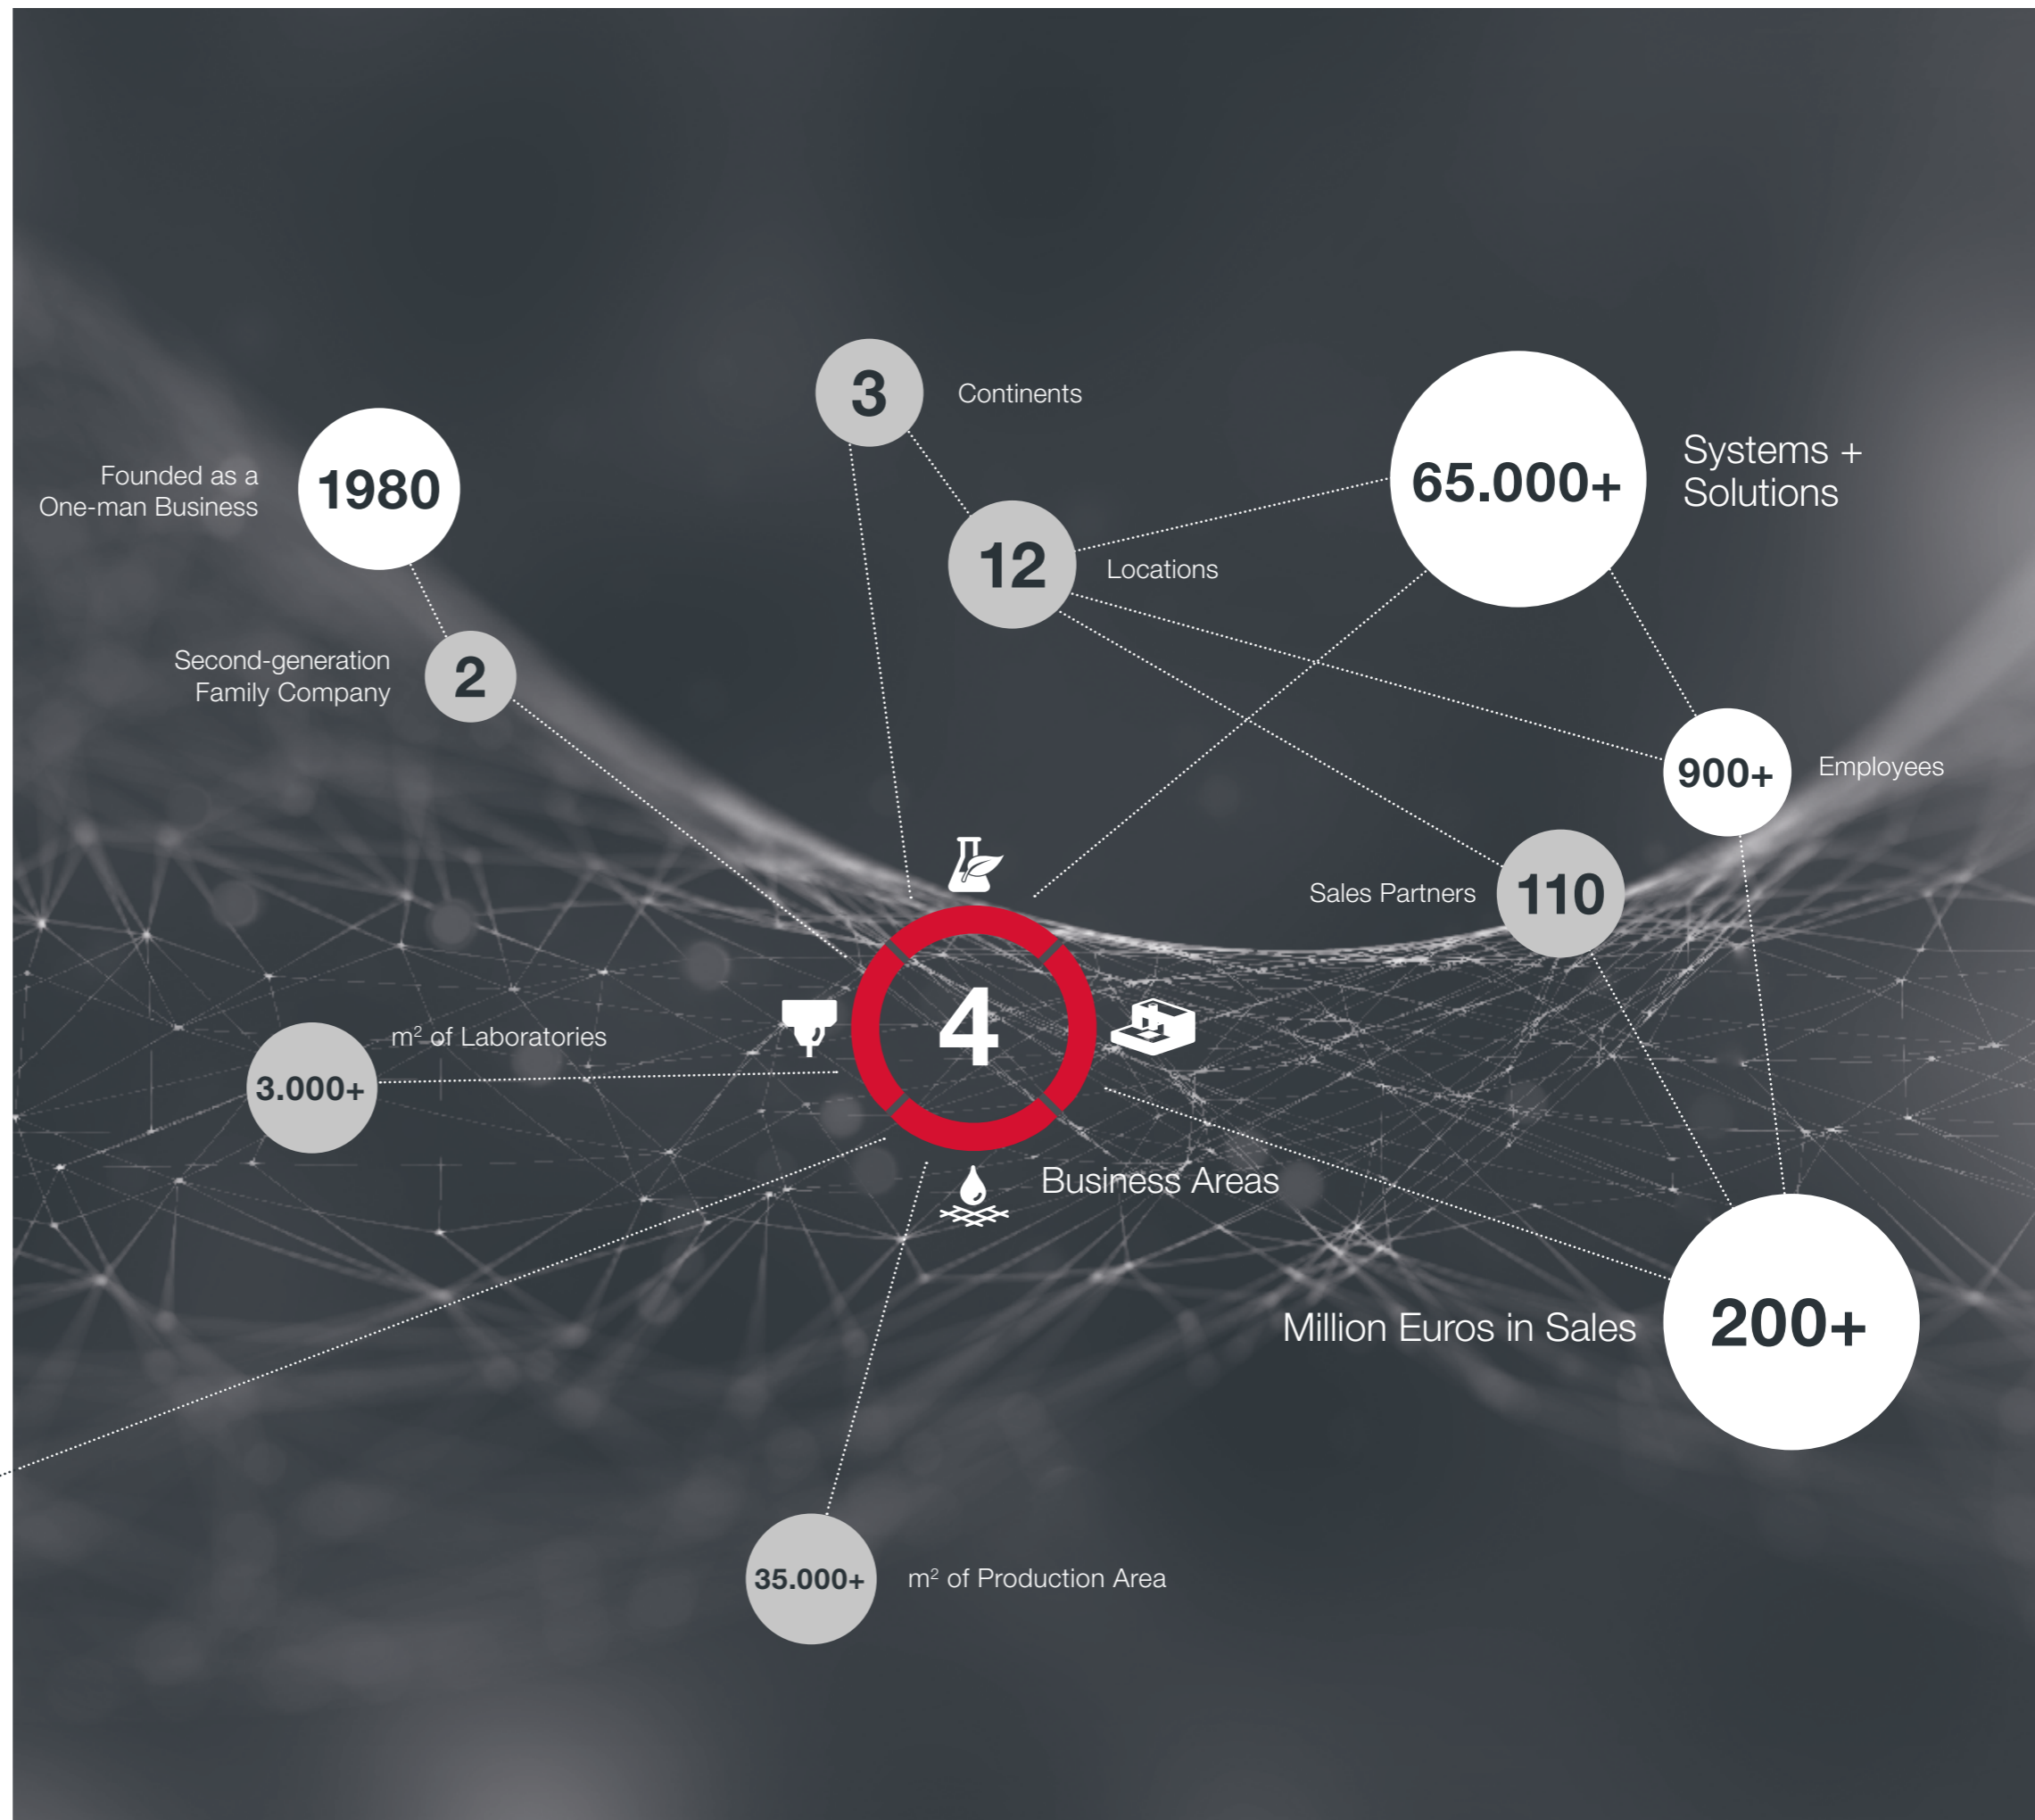 3
Continents
1980
Founded as a
One-man Business
65.000+
Systems +
Solutions
12
Locations
2
Second-generation
Family Company
900+
Employees
110
Sales Partners
4
Business Areas
3.000+
m² of Laboratories
200+
Million Euros in Sales
35.000+
m² of Production Area